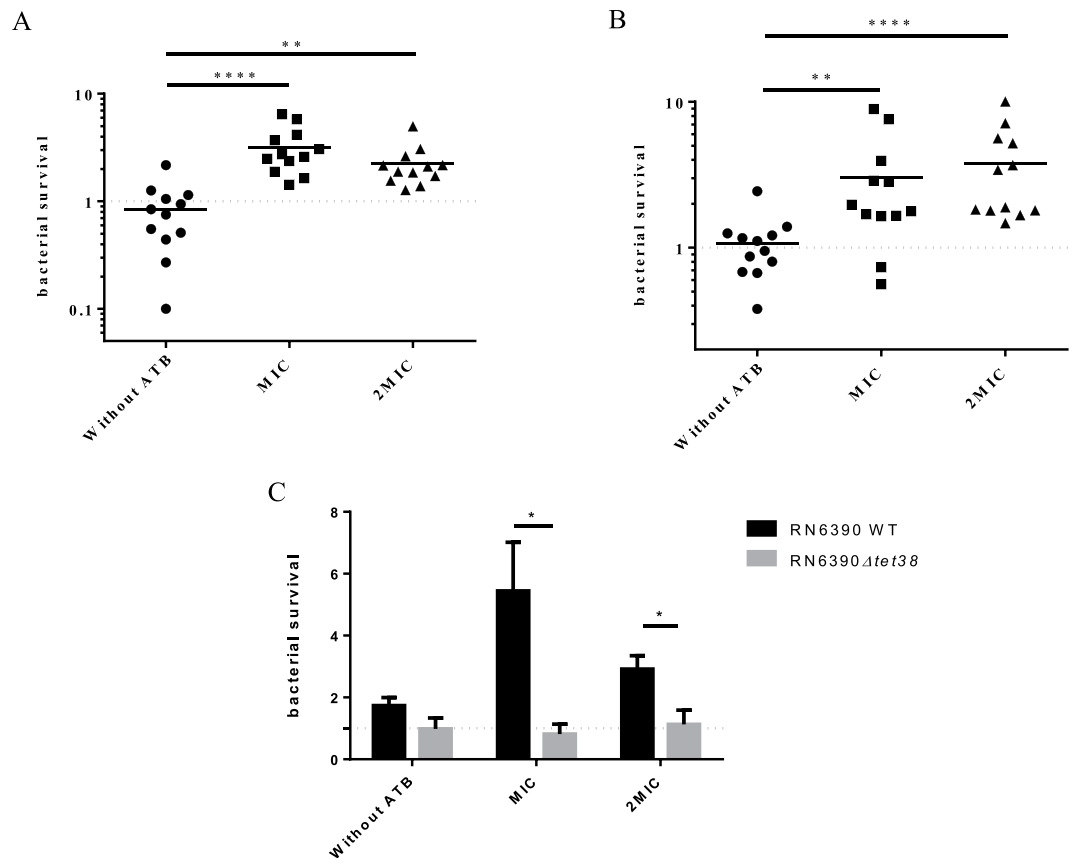 A
**
****
10
1
0.1
bacterial survival
Without ATB
MIC
2MIC
B
****
**
10
1
bacterial survival
Without ATB
MIC
2MIC
C
8
6
4
2
0
bacterial survival
*
*
Without ATB
MIC
2MIC
RN6390 WT
RN6390Δtet38